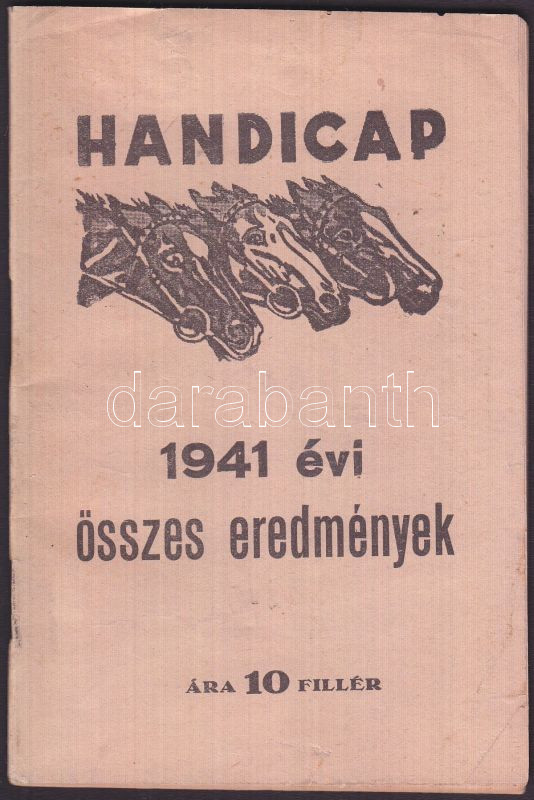 HANDICAP
darabanth
1941 évi
összes eredmények
ÁRA 10 FILLÉR